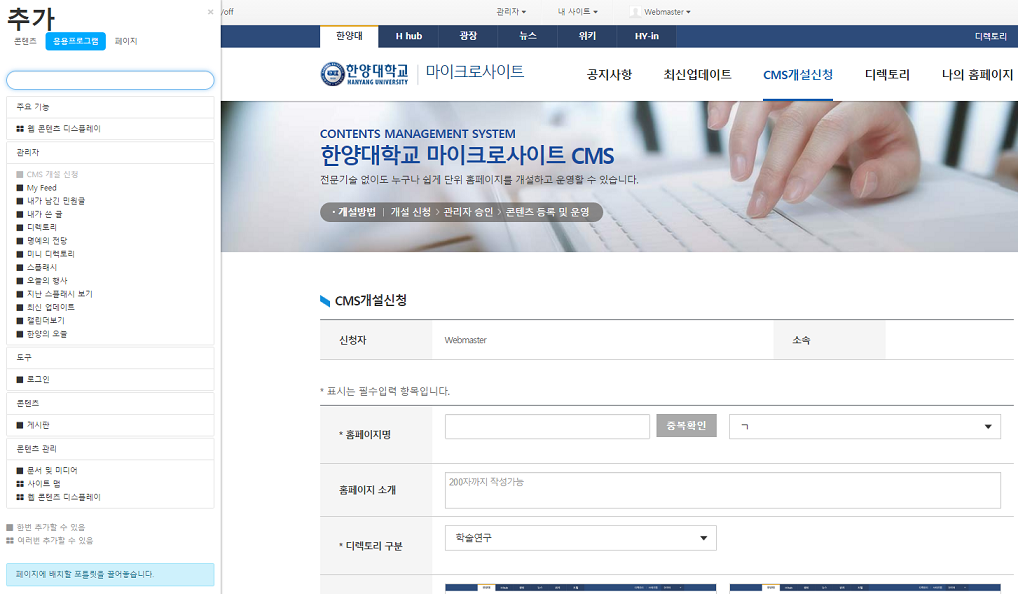 추가
×
콘텐츠 응용프로그램 페이지
주요 기능
웹 콘텐츠 디스플레이
관리자
CMS 개설 신청
My Feed
내가 남긴 민원글
내가 쓴 글
디렉토리
명예의 전당
미니 디렉토리
스플래시
오늘의 행사
지난 스플래시 보기
최신 업데이트
캘린더보기
한양의 오늘
도구
로그인
콘텐츠
게시판
콘텐츠 관리
문서 및 미디어
사이트 맵
웹 콘텐츠 디스플레이
한번 추가할 수 있음
여러번 추가할 수 있음
페이지에 배치할 포틀릿을 끌어놓습니다.
/off 관리자 내 사이트 Webmaster
한양대 H hub 광장 뉴스 위키 HY-in 디렉토리
한양대학교
HANYANG UNIVERSITY
마이크로사이트
공지사항 최신업데이트 CMS개설신청 디렉토리 나의 홈페이지
CONTENTS MANAGEMENT SYSTEM
한양대학교 마이크로사이트 CMS
전문기술 없이도 누구나 쉽게 단위 홈페이지를 개설하고 운영할 수 있습니다.
· 개설방법 | 개설 신청 > 관리자 승인 > 콘텐츠 등록 및 운영
CMS개설신청
신청자 Webmaster 소속
* 표시는 필수입력 항목입니다.
* 홈페이지명 중복확인 ㄱ
홈페이지 소개 200자까지 작성가능
* 디렉토리 구분 학술연구